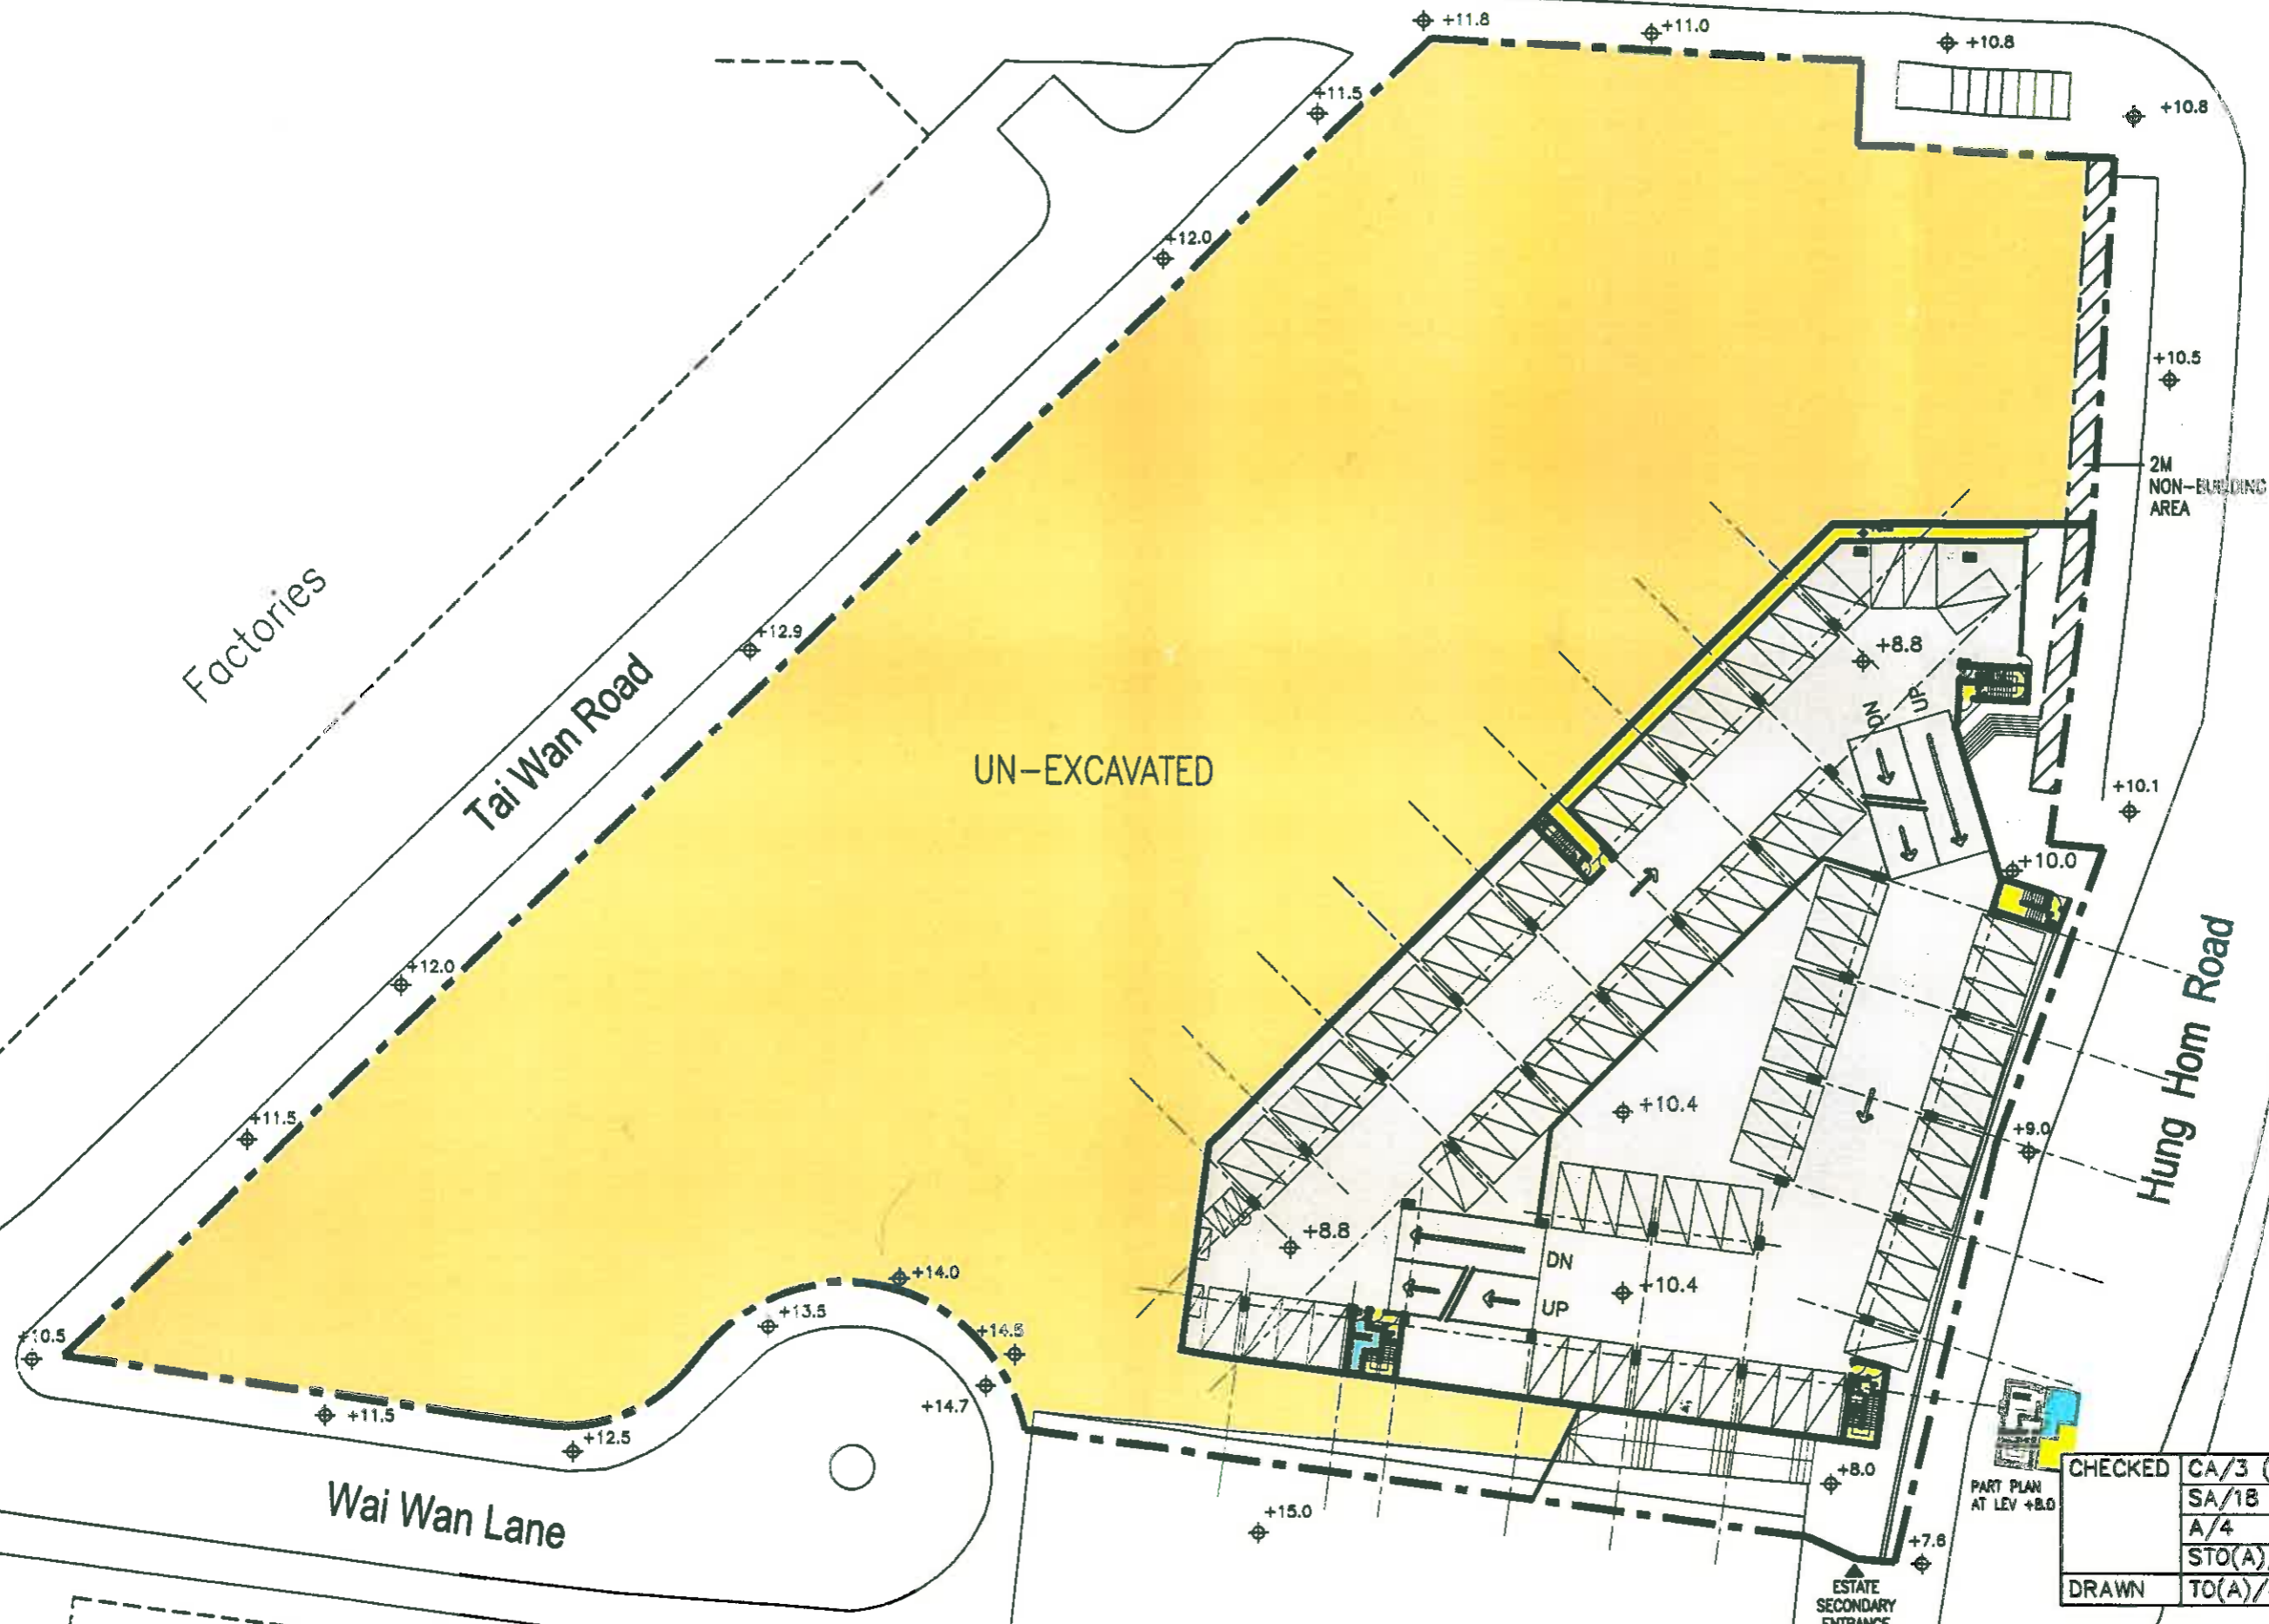 +11.8
+11.0
+10.8
+11.5
+10.8
+12.0
+10.5
2M
NON-BUILDING
AREA
Factories
+12.9
+8.8
Tai Wan Road
DN
UP
UN-EXCAVATED
+10.1
+10.0
+12.0
Hung Hom Road
+11.5
+10.4
+9.0
+8.8
DN
+14.0
+10.4
UP
+13.5
+10.5
+14.5
+14.7
+11.5
+12.5
+8.0
PART PLAN
AT LEV +8.0
CHECKED
CA/3 (
SA/18
A/4
STO(A)
DRAWN
TO(A)/
Wai Wan Lane
+15.0
+7.6
ESTATE
SECONDARY
ENTRANCE